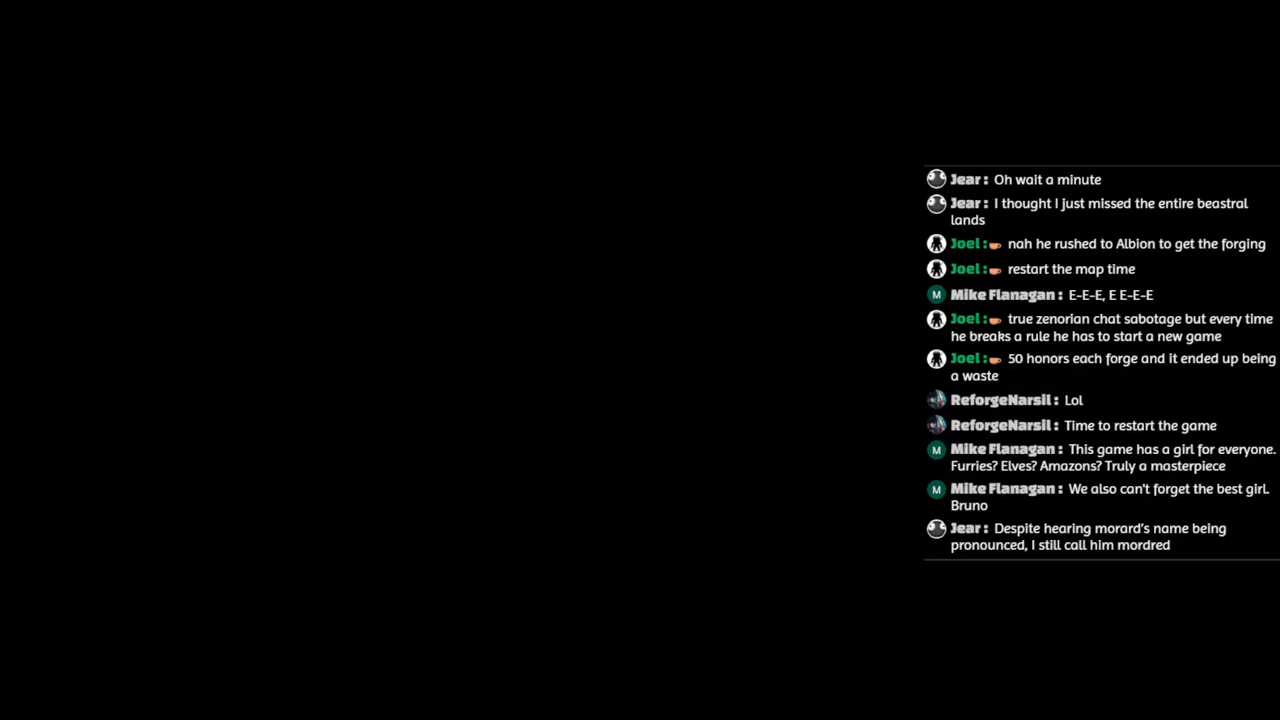 Jear : Oh wait a minute
Jear : I thought I just missed the entire beastral
lands
Joel : nah he rushed to Albion to get the forging
Joel : restart the map time
M Mike Flanagan : E-E-E, E E-E-E
Joel : true zenorian chat sabotage but every time
he breaks a rule he has to start a new game
Joel : 50 honors each forge and it ended up being
a waste
ReforgeNarsil : Lol
ReforgeNarsil : Time to restart the game
M Mike Flanagan : This game has a girl for everyone.
Furries? Elves? Amazons? Truly a masterpiece
M Mike Flanagan : We also can't forget the best girl.
Bruno
Jear : Despite hearing morard's name being
pronounced, I still call him mordred